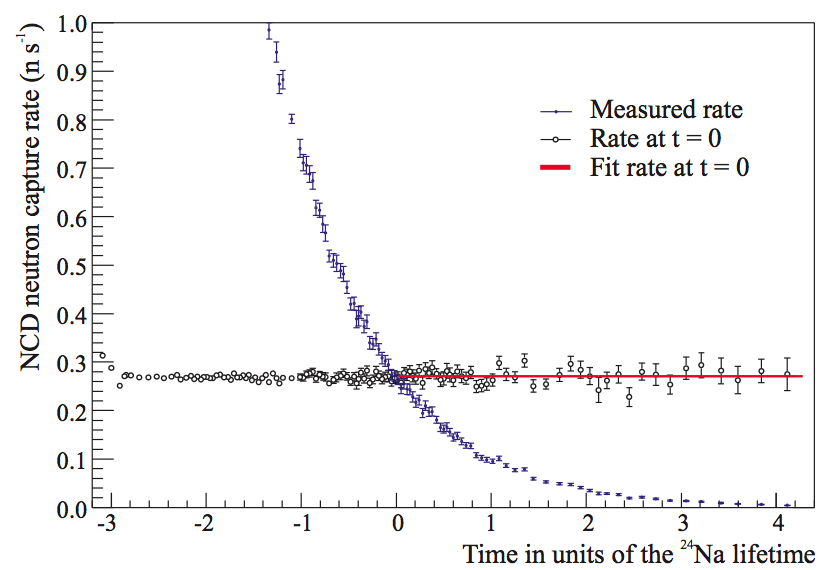 NCD neutron capture rate (n s⁻¹)
1.0
0.9
0.8
0.7
0.6
0.5
0.4
0.3
0.2
0.1
0.0
Measured rate
Rate at t = 0
Fit rate at t = 0
-3 -2 -1 0 1 2 3 4
Time in units of the ²⁴Na lifetime